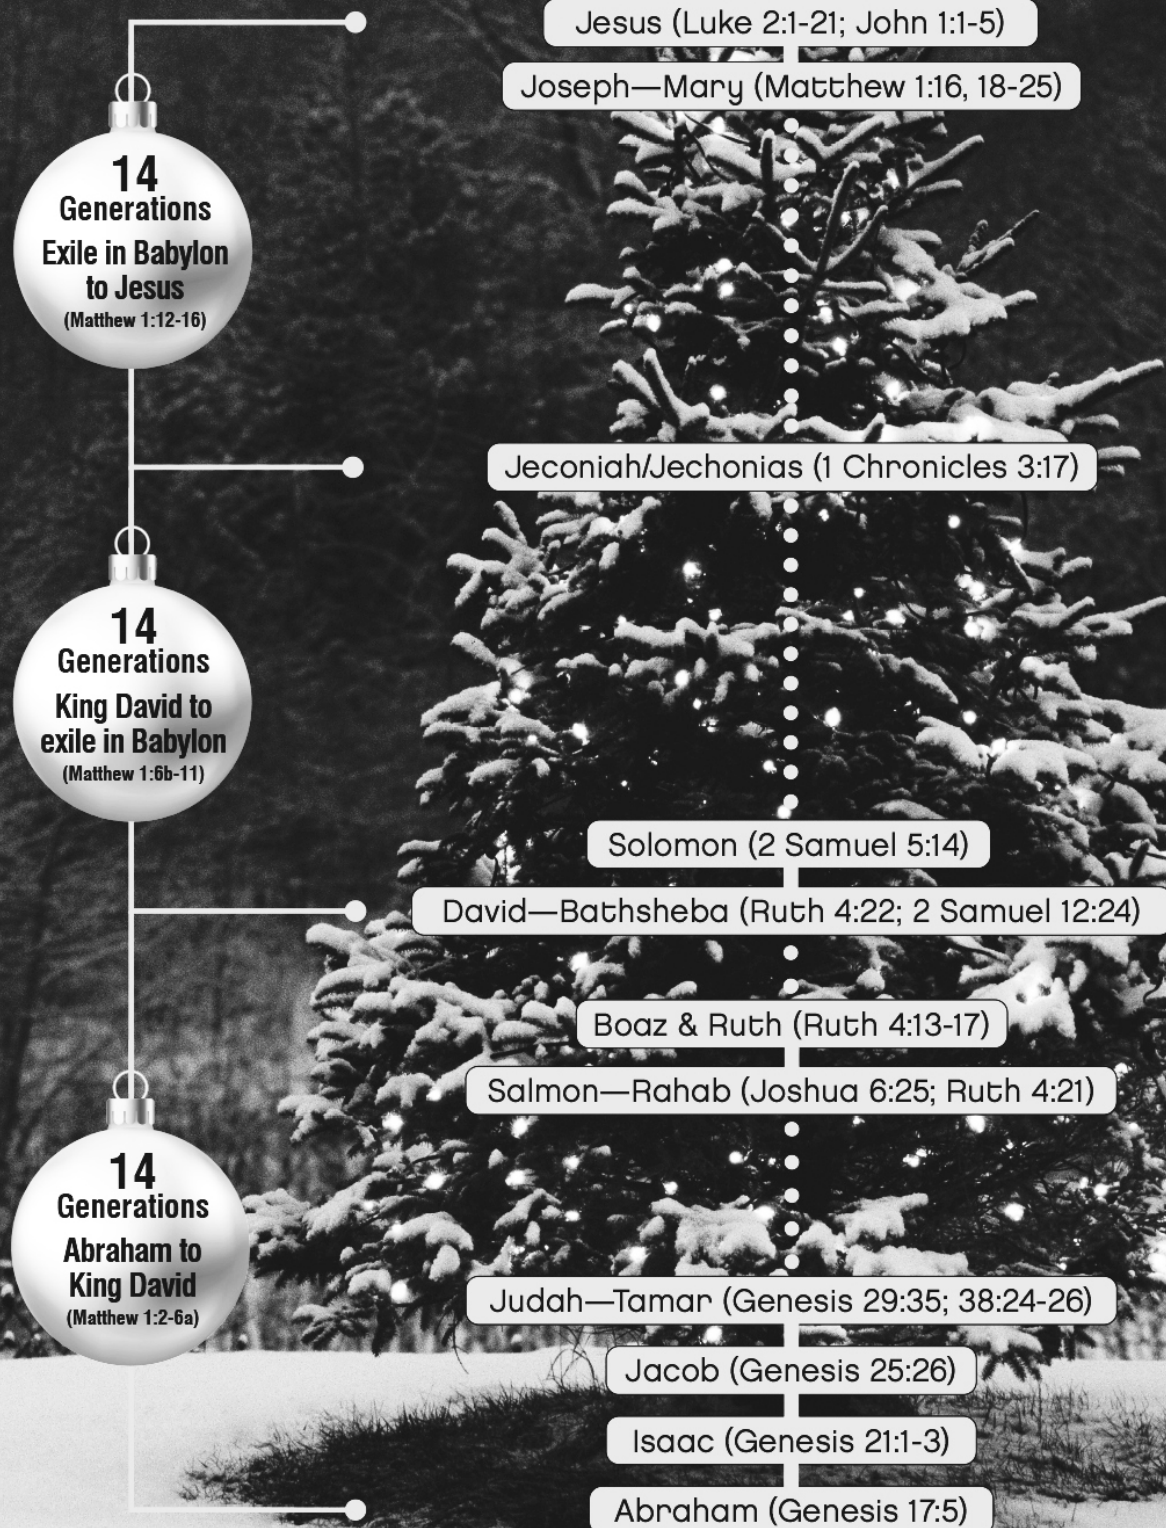 Jesus (Luke 2:1-21; John 1:1-5)
Joseph—Mary (Matthew 1:16, 18-25)
14
Generations
Exile in Babylon
to Jesus
(Matthew 1:12-16)
Jeconiah/Jechonias (1 Chronicles 3:17)
14
Generations
King David to
exile in Babylon
(Matthew 1:6b-11)
Solomon (2 Samuel 5:14)
David—Bathsheba (Ruth 4:22; 2 Samuel 12:24)
Boaz & Ruth (Ruth 4:13-17)
Salmon—Rahab (Joshua 6:25; Ruth 4:21)
14
Generations
Abraham to
King David
(Matthew 1:2-6a)
Judah—Tamar (Genesis 29:35; 38:24-26)
Jacob (Genesis 25:26)
Isaac (Genesis 21:1-3)
Abraham (Genesis 17:5)